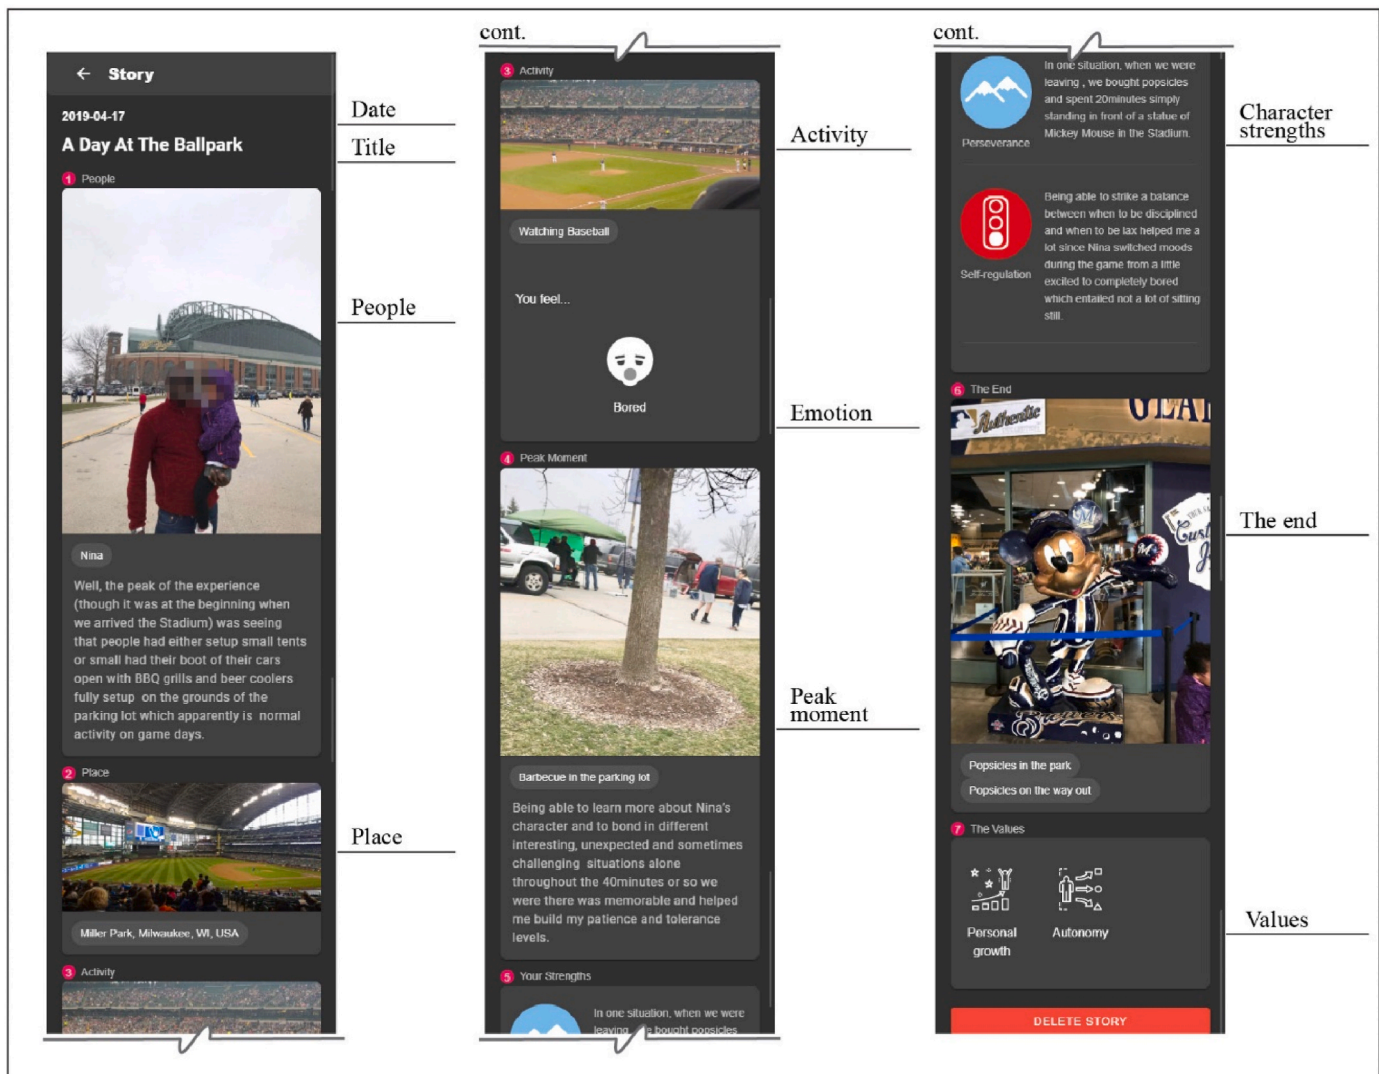 ← Story
2019-04-17
A Day At The Ballpark
1 People
Nina
Well, the peak of the experience
(though it was at the beginning when
we arrived the Stadium) was seeing
that people had either setup small tents
or small had their boot of their cars
open with BBQ grills and beer coolers
fully setup on the grounds of the
parking lot which apparently is normal
activity on game days.
2 Place
Miller Park, Milwaukee, WI, USA
3 Activity
Date
Title
People
Place
cont.
3 Activity
Watching Baseball
You feel...
Bored
4 Peak Moment
Barbecue in the parking lot
Being able to learn more about Nina's
character and to bond in different
interesting, unexpected and sometimes
challenging situations alone
throughout the 40minutes or so we
were there was memorable and helped
me build my patience and tolerance
levels.
5 Your Strengths
In one situation, when we were
leaving , we bought popsicles
Activity
Emotion
Peak
moment
cont.
In one situation, when we were
leaving , we bought popsicles
and spent 20minutes simply
standing in front of a statue of
Mickey Mouse in the Stadium.
Perseverance
Being able to strike a balance
between when to be disciplined
and when to be lax helped me a
lot since Nina switched moods
during the game from a little
excited to completely bored
which entailed not a lot of sitting
still.
Self-regulation
6 The End
Authentic
M
Popsicles in the park
Popsicles on the way out
7 The Values
Personal
growth
Autonomy
DELETE STORY
Character
strengths
The end
Values